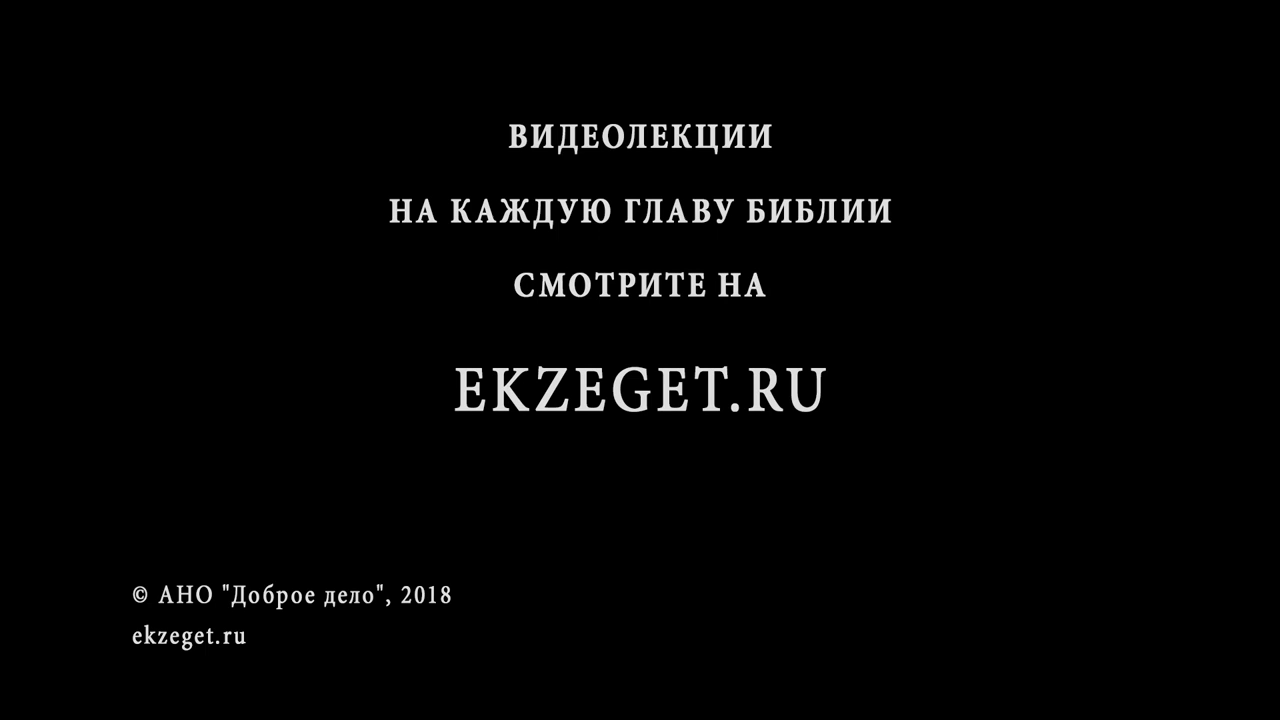 ВИДЕОЛЕКЦИИ
НА КАЖДУЮ ГЛАВУ БИБЛИИ
СМОТРИТЕ НА
EKZEGET.RU
© АНО "Доброе дело", 2018
ekzeget.ru